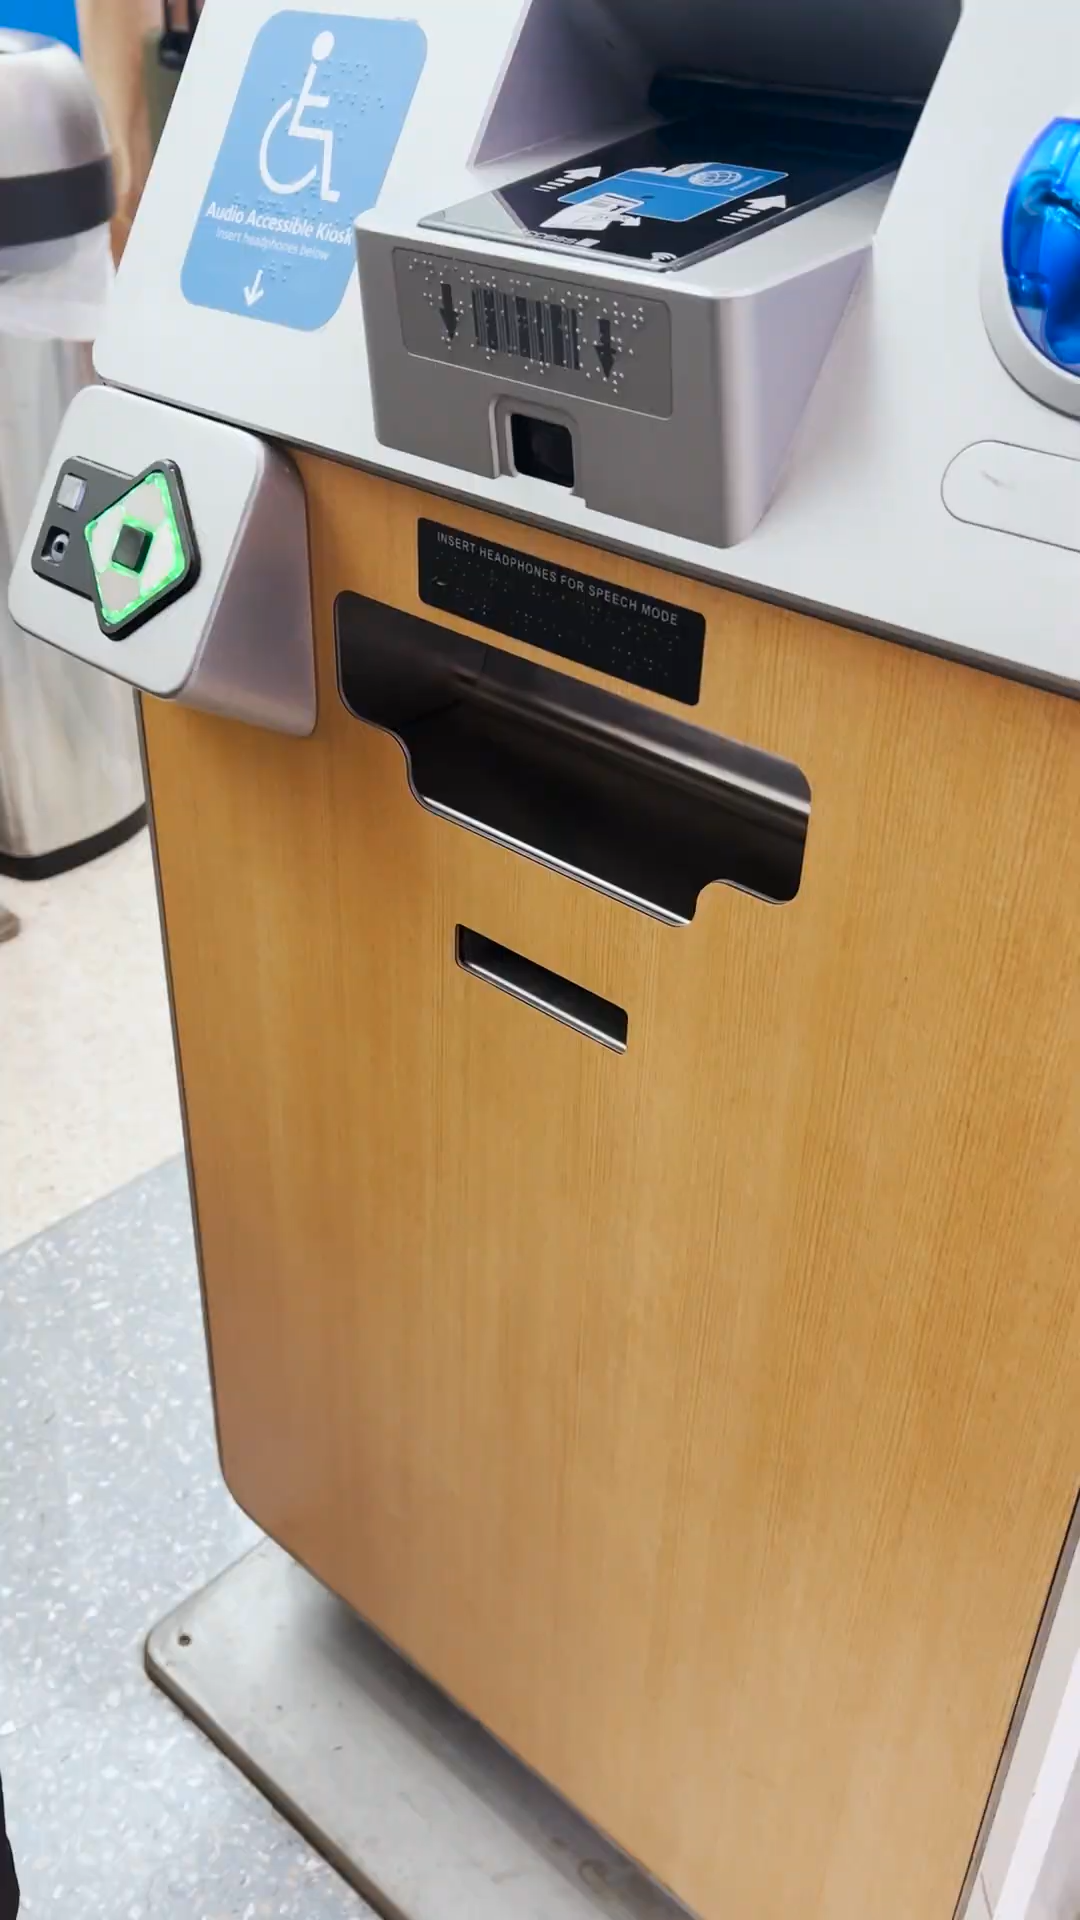 Audio Accessible Kiosk
Insert headphones below
INSERT HEADPHONES FOR SPEECH MODE